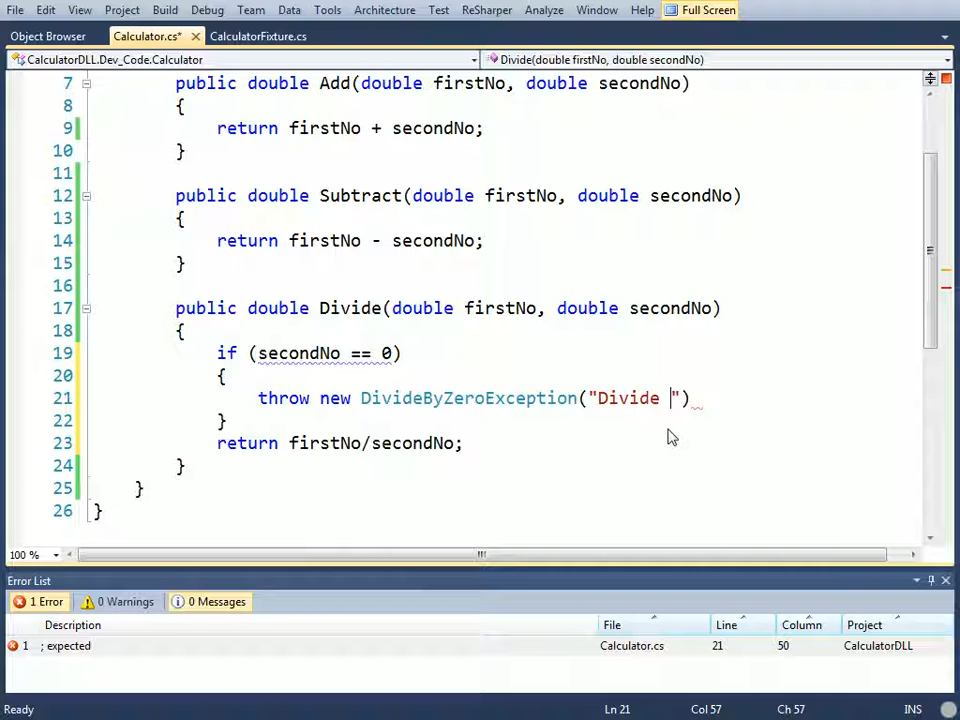 File Edit View Project Build Debug Team Data Tools Architecture Test ReSharper Analyze Window Help Full Screen
Object Browser Calculator.cs* CalculatorFixture.cs
CalculatorDLL.Dev_Code.Calculator Divide(double firstNo, double secondNo)
7 public double Add(double firstNo, double secondNo)
8 {
9 return firstNo + secondNo;
10 }
11
12 public double Subtract(double firstNo, double secondNo)
13 {
14 return firstNo - secondNo;
15 }
16
17 public double Divide(double firstNo, double secondNo)
18 {
19 if (secondNo == 0)
20 {
21 throw new DivideByZeroException("Divide ")
22 }
23 return firstNo/secondNo;
24 }
25 }
26 }
100 %
Error List
1 Error 0 Warnings 0 Messages
Description File Line Column Project
1 ; expected Calculator.cs 21 50 CalculatorDLL
Ready Ln 21 Col 57 Ch 57 INS